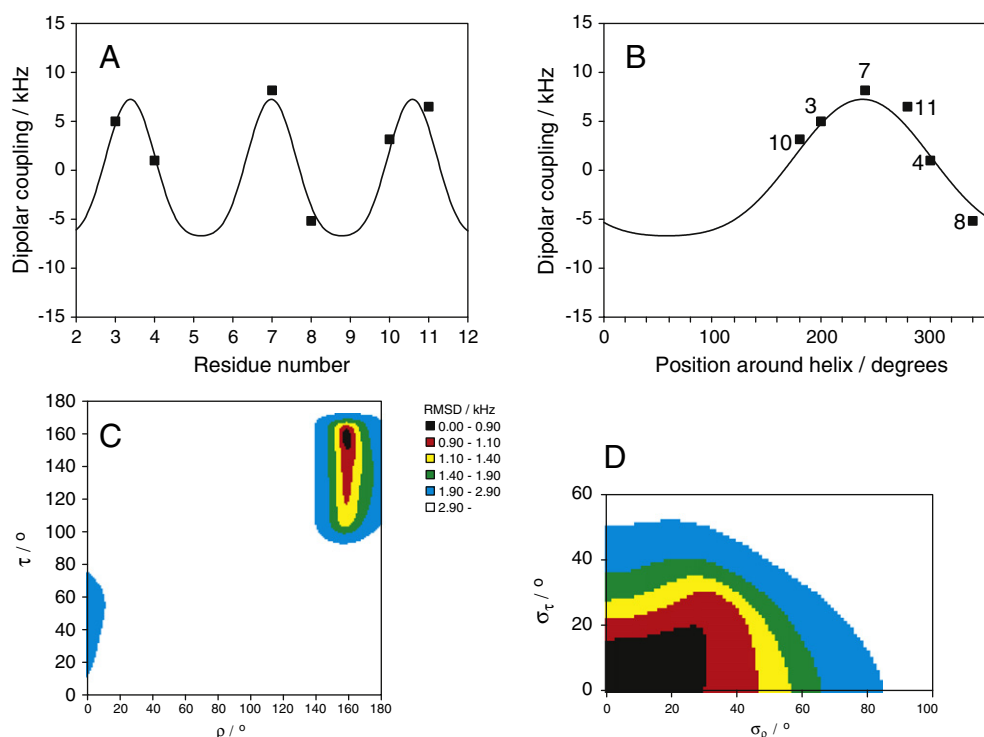 A
Dipolar coupling / kHz
15
10
5
0
-5
-10
-15
2 3 4 5 6 7 8 9 10 11 12
Residue number
B
Dipolar coupling / kHz
15
10
5
0
-5
-10
-15
7
3
11
10
4
8
0 100 200 300
Position around helix / degrees
C
τ / °
180
160
140
120
100
80
60
40
20
0
0 20 40 60 80 100 120 140 160 180
ρ / °
RMSD / kHz
0.00 - 0.90
0.90 - 1.10
1.10 - 1.40
1.40 - 1.90
1.90 - 2.90
2.90 -
D
στ / °
60
40
20
0
0 20 40 60 80 100
σρ / °